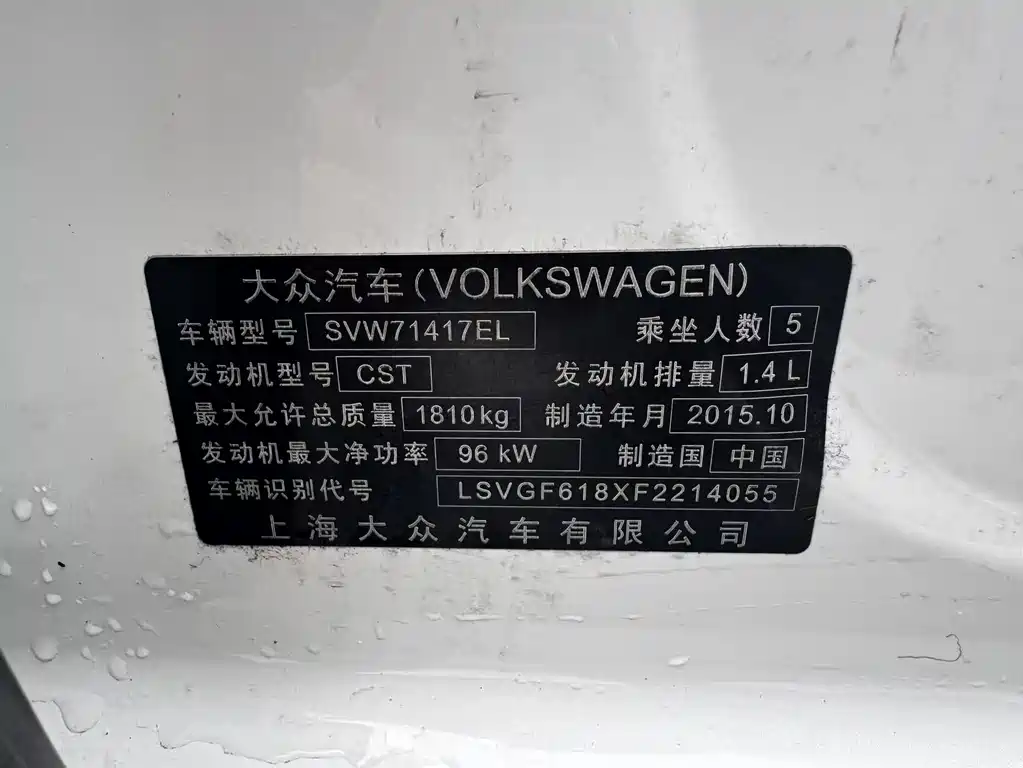 大众汽车(VOLKSWAGEN)
车辆型号 SVW71417EL 乘坐人数 5
发动机型号 CST 发动机排量 1.4 L
最大允许总质量 1810kg 制造年月 2015.10
发动机最大净功率 96 kW 制造国 中国
车辆识别代号 LSVGF618XF2214055
上海大众汽车有限公司